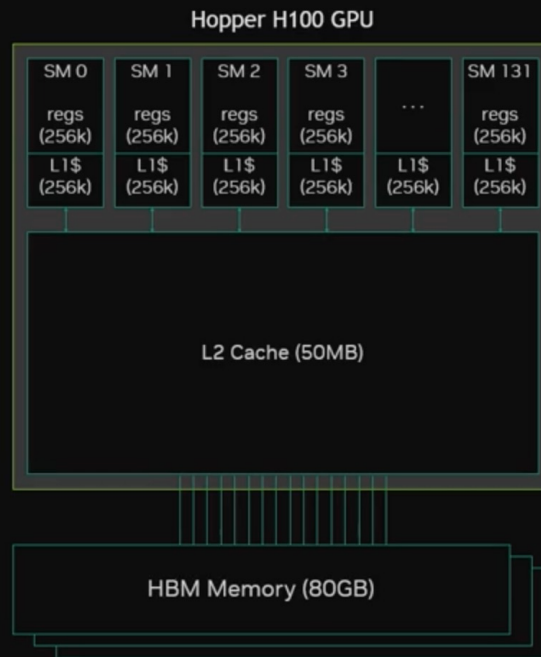 Hopper H100 GPU
SM 0
regs
(256k)
L1$
(256k)
SM 1
regs
(256k)
L1$
(256k)
SM 2
regs
(256k)
L1$
(256k)
SM 3
regs
(256k)
L1$
(256k)
...
L1$
(256k)
SM 131
regs
(256k)
L1$
(256k)
L2 Cache (50MB)
HBM Memory (80GB)